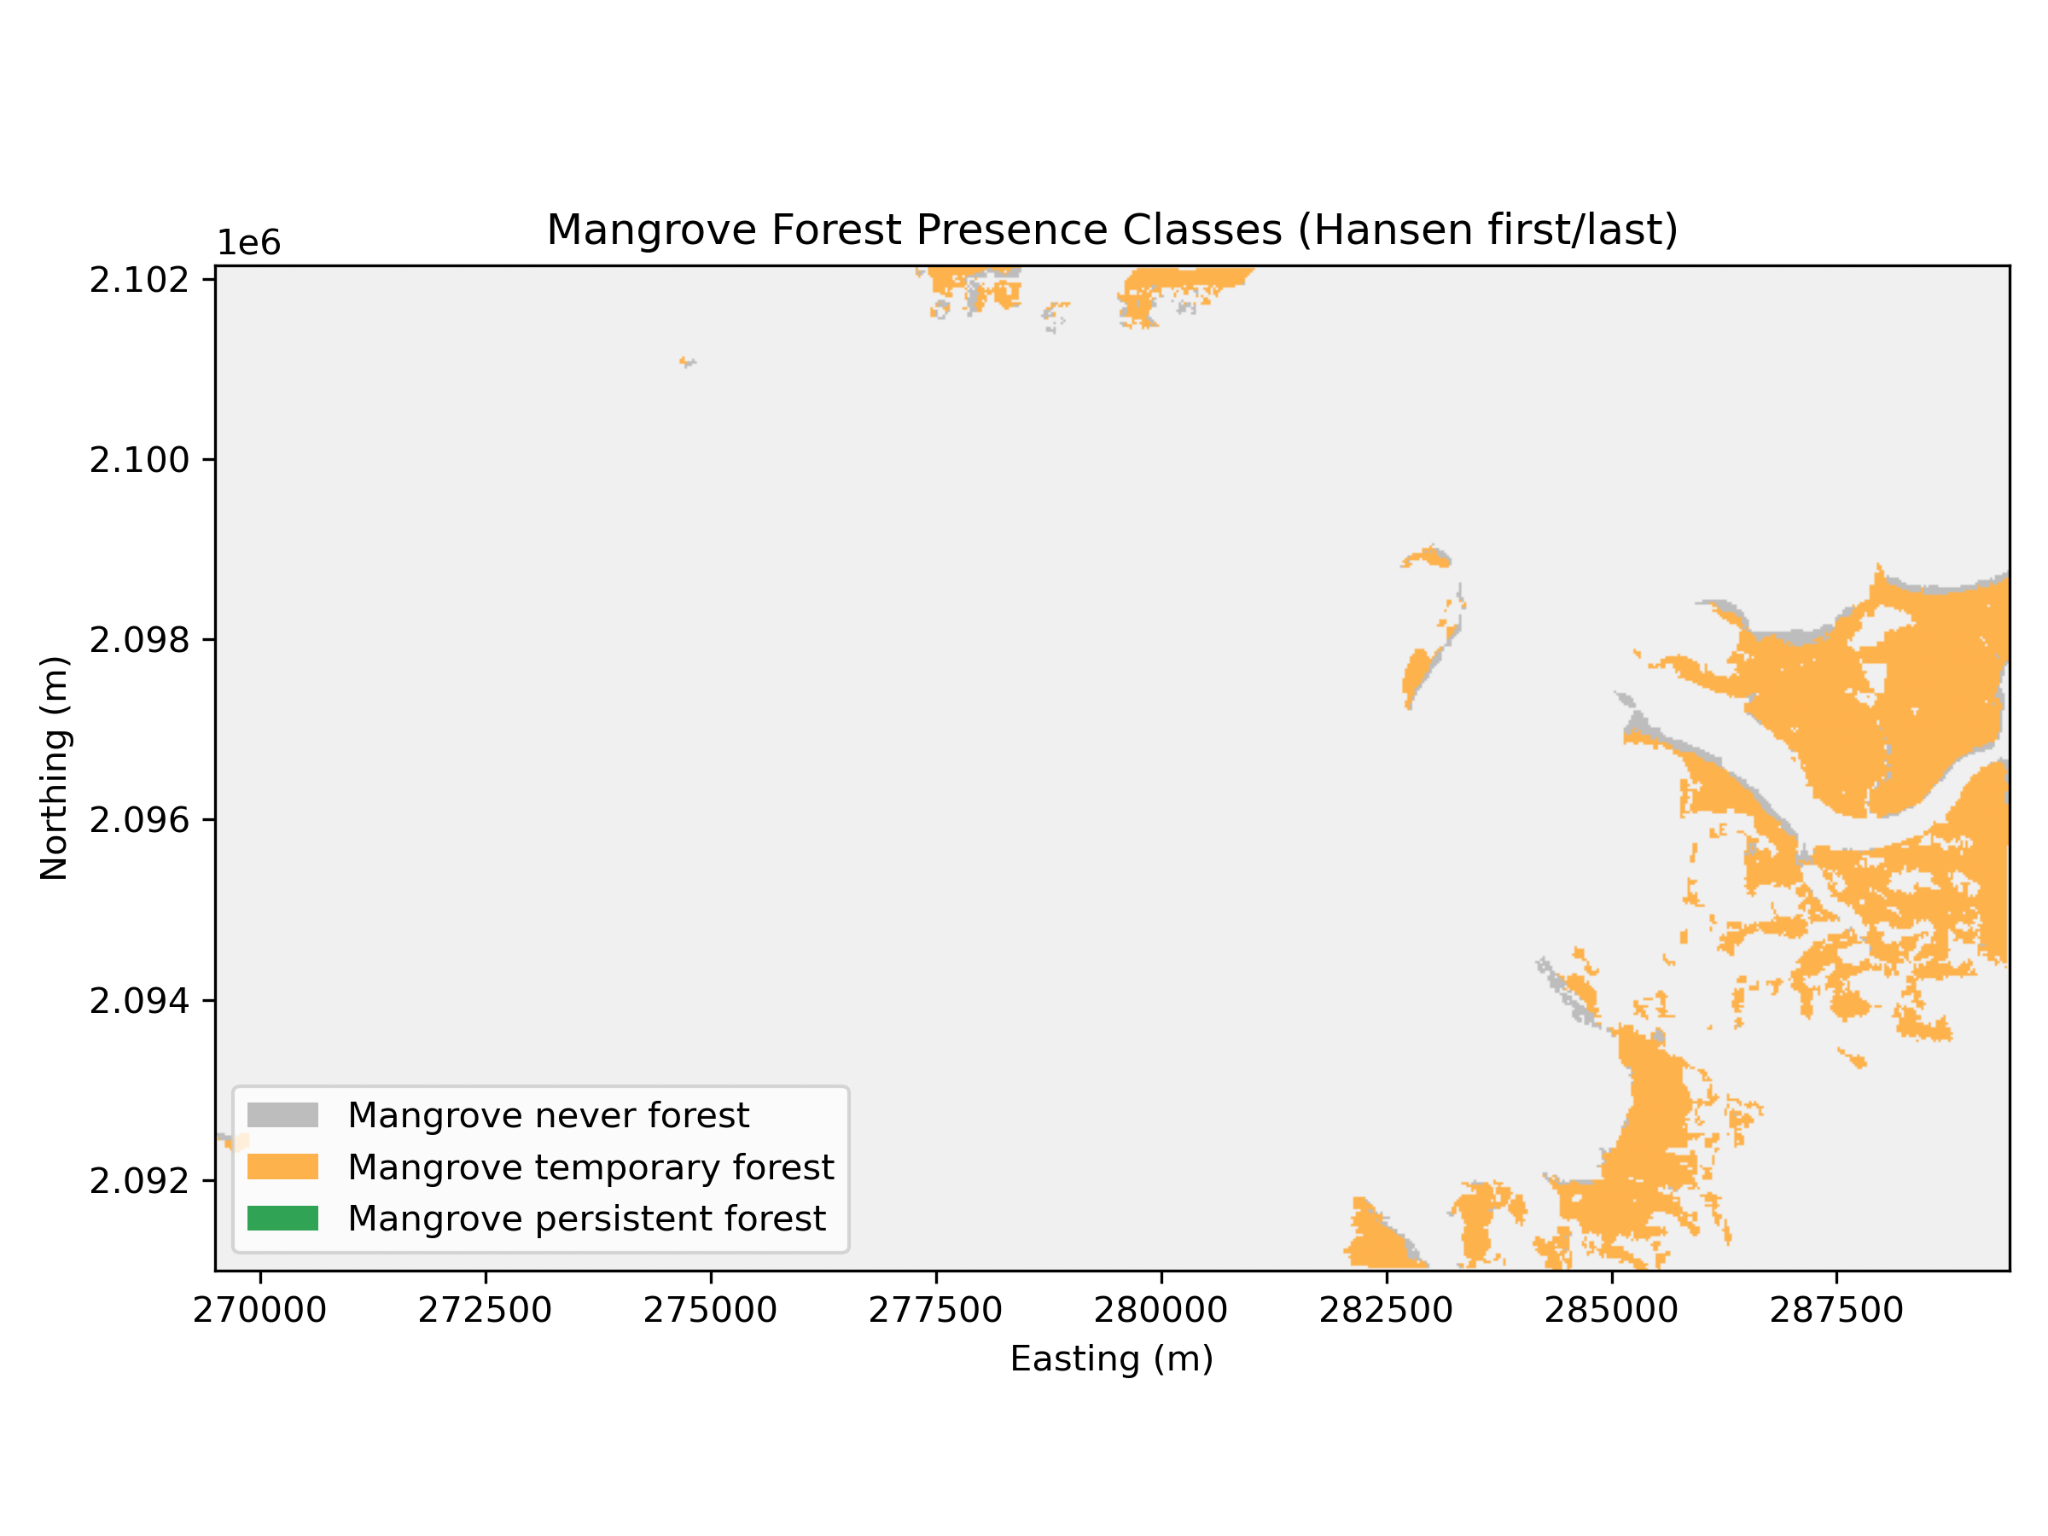 Mangrove Forest Presence Classes (Hansen first/last)
1e6
2.102
2.100
2.098
2.096
2.094
2.092
Northing (m)
Mangrove never forest
Mangrove temporary forest
Mangrove persistent forest
270000 272500 275000 277500 280000 282500 285000 287500
Easting (m)